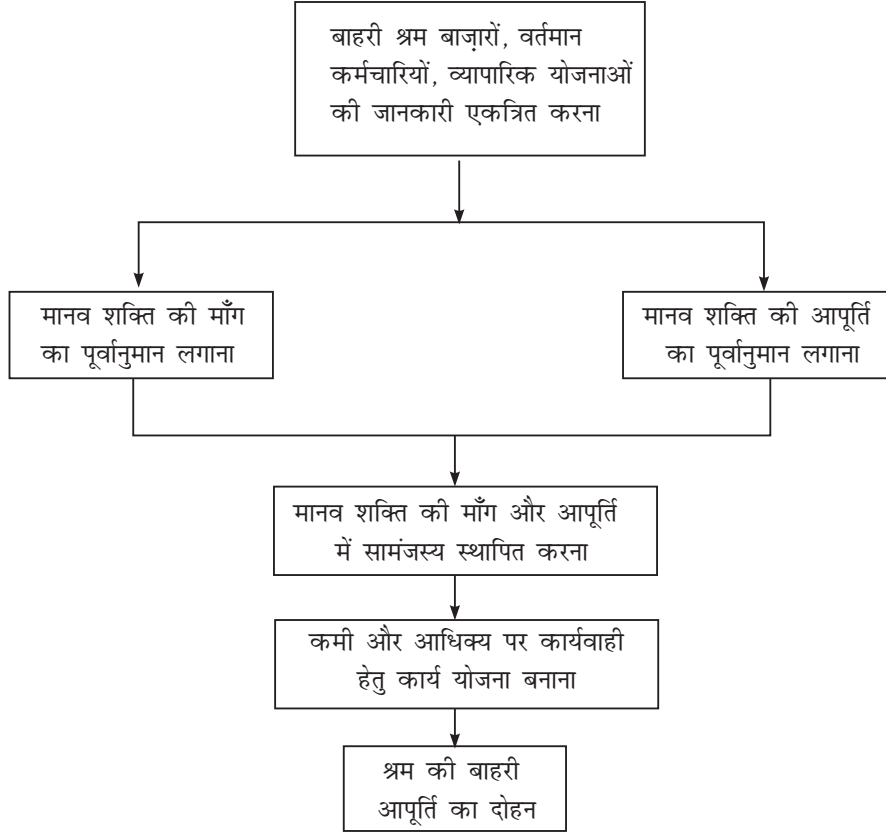 बाहरी श्रम बाज़ारों, वर्तमान
कर्मचारियों, व्यापारिक योजनाओं
की जानकारी एकत्रित करना
मानव शक्ति की माँग
का पूर्वानुमान लगाना
मानव शक्ति की आपूर्ति
का पूर्वानुमान लगाना
मानव शक्ति की माँग और आपूर्ति
में सामंजस्य स्थापित करना
कमी और आधिक्य पर कार्यवाही
हेतु कार्य योजना बनाना
श्रम की बाहरी
आपूर्ति का दोहन